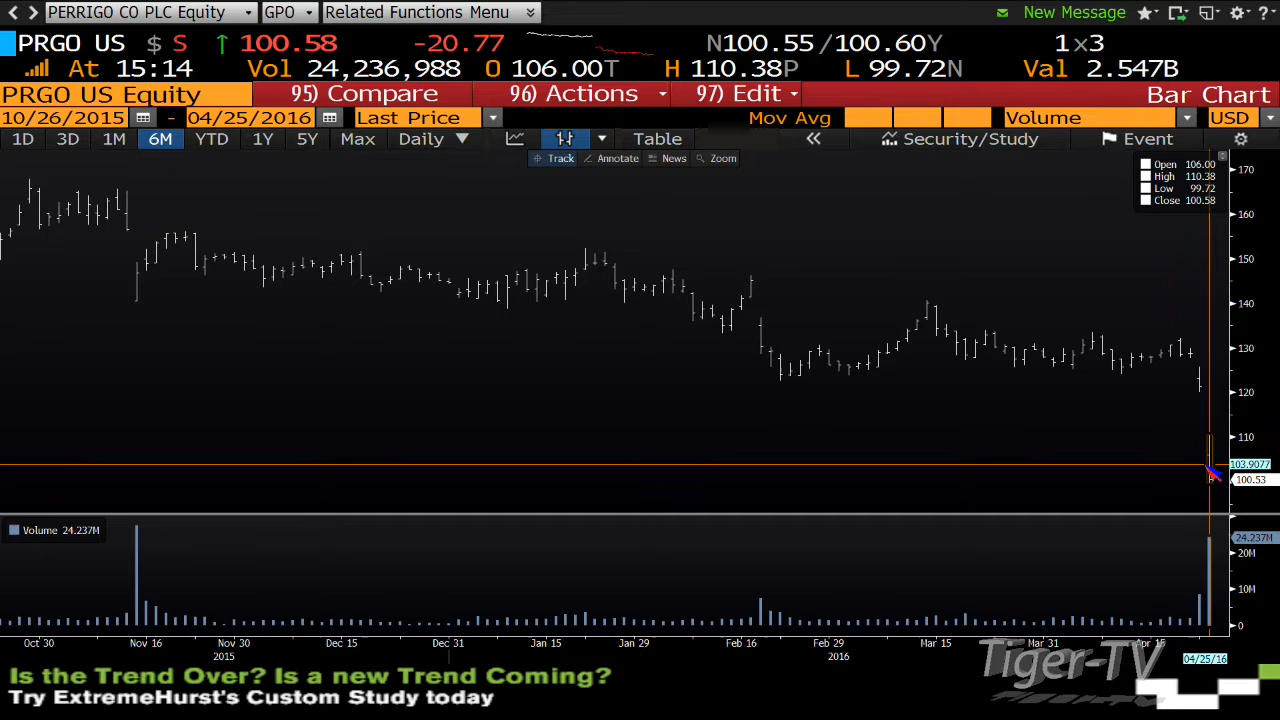 PERRIGO CO PLC Equity GPO Related Functions Menu New Message
PRGO US $ S ↑ 100.58 -20.77 N100.55 /100.60Y 1×3
At 15:14 Vol 24,236,988 O 106.00T H 110.38P L 99.72N Val 2.547B
PRGO US Equity 95) Compare 96) Actions 97) Edit Bar Chart
10/26/2015 - 04/25/2016 Last Price Mov Avg Volume USD
1D 3D 1M 6M YTD 1Y 5Y Max Daily ▼ Table « Security/Study Event
Track Annotate News Zoom
Open 106.00
High 110.38
Low 99.72
Close 100.58
170
160
150
140
130
120
110
103.9077
100.53
Volume 24.237M
24.237M
20M
10M
0
Oct 30 Nov 16 Nov 30 Dec 15 Dec 31 Jan 15 Jan 29 Feb 16 Feb 29 Mar 15 Mar 31 Apr 15
2015 2016 04/25/16
Tiger-TV
Is the Trend Over? Is a new Trend Coming?
Try ExtremeHurst's Custom Study today